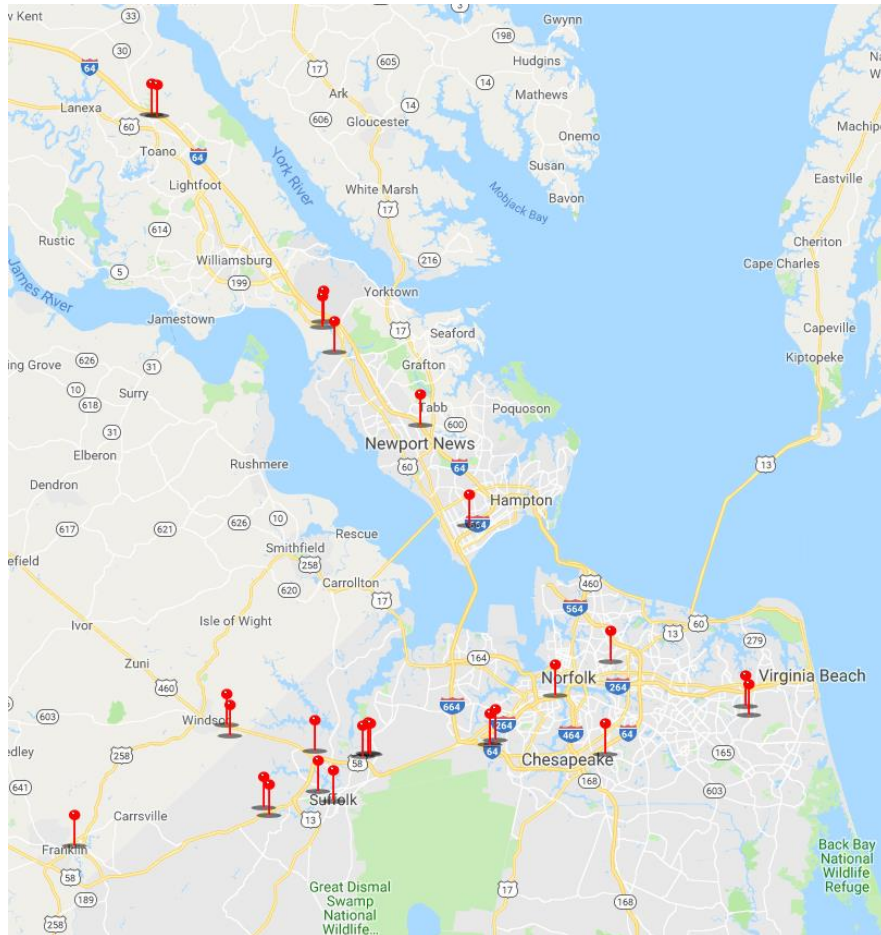 w Kent
33
3
Gwynn
198
64
30
17
605
Hudgins
Na
W
14
Mathews
Ark
14
Lanexa
60
606
Gloucester
Machipo
Toano
Onemo
64
York River
Susan
Eastville
Lightfoot
White Marsh
Bavon
17
Mobjack Bay
614
Rustic
216
Cheriton
Williamsburg
Cape Charles
5
199
Yorktown
James River
Jamestown
17
Seaford
Capeville
ing Grove
626
31
Grafton
Kiptopeke
10
Surry
618
Tabb
Poquoson
600
31
Newport News
Elberon
60
64
13
Rushmere
Dendron
Hampton
10
617
621
626
Rescue
Smithfield
efield
258
460
620
Carrollton
17
564
Ivor
Isle of Wight
60
13
279
164
Zuni
Norfolk
Virginia Beach
460
264
664
603
Windsor
264
464
64
edley
58
64
165
258
Chesapeake
641
168
603
Carrsville
Suffolk
13
Franklin
Back Bay
National
Wildlife
Refuge
58
Great Dismal
Swamp
National
Wildlife...
189
17
168
258